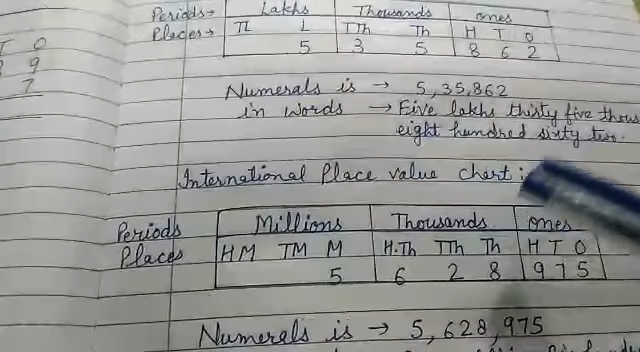 Periods→ Lakhs Thousands ones
Places→ TL L TTh Th H T O
5 3 5 8 6 2
T O
9
7
Numerals is → 5,35,862
in words → Five lakhs thirty five thous
eight hundred sixty two.
International Place value chart:
Periods Millions Thousands ones
Places HM TM M H.Th TTh Th H T O
5 6 2 8 9 7 5
Numerals is → 5,628,975